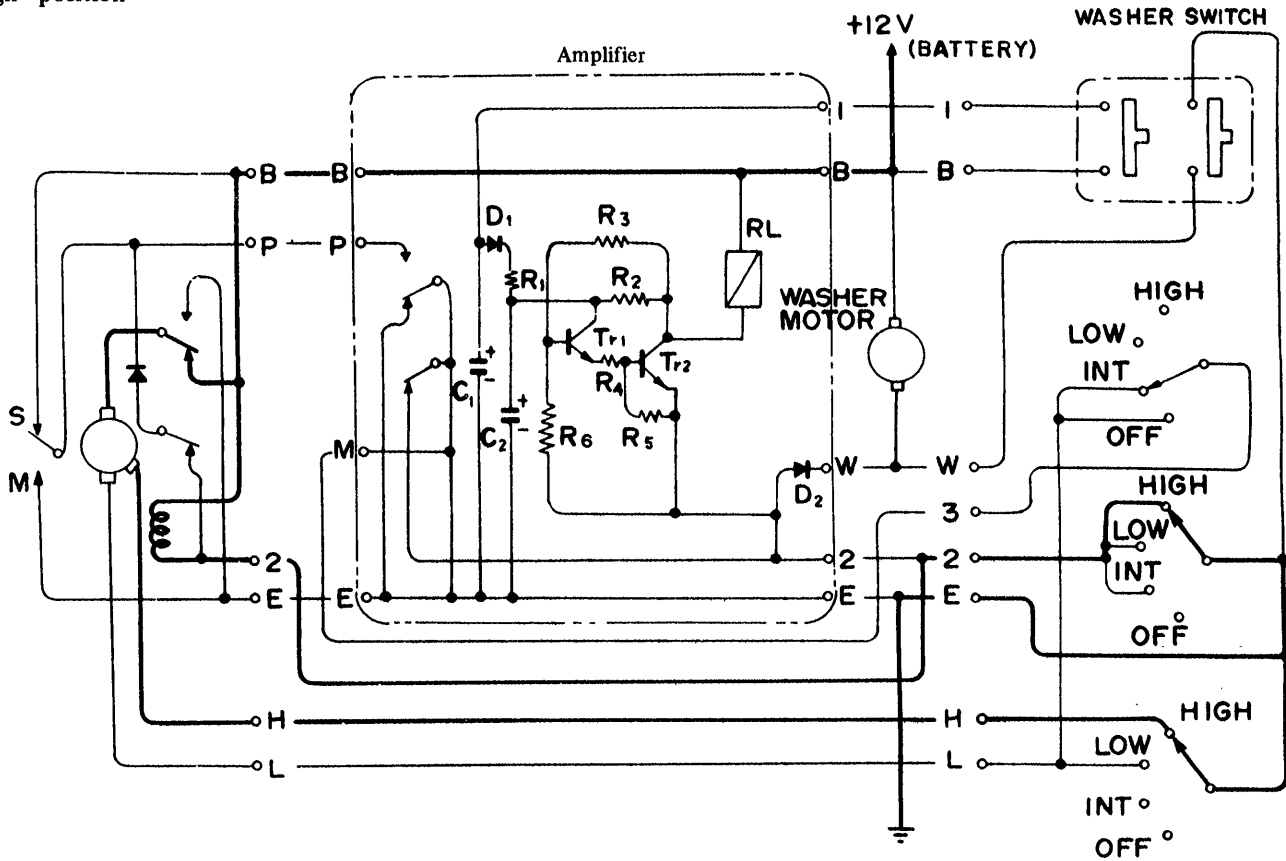 position
+12V
(BATTERY)
WASHER SWITCH
Amplifier
I
I
B
B
B
B
P
P
D1
R3
RL
R1
R2
WASHER
MOTOR
HIGH
LOW
INT
OFF
Tr1
Tr2
C1
R4
C2
R6
R5
S
M
M
W
W
D2
3
HIGH
LOW
INT
OFF
2
2
2
E
E
E
E
H
H
HIGH
LOW
L
L
INT
OFF